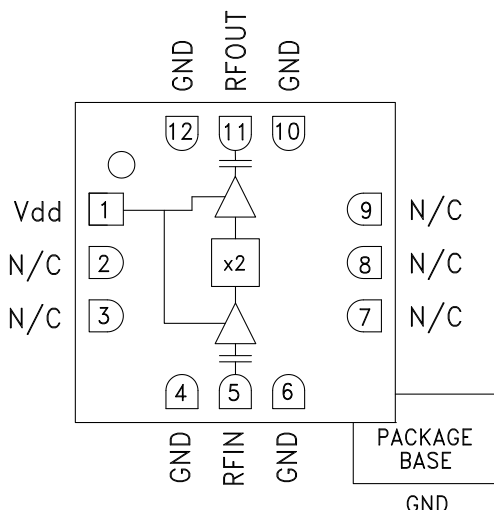 GND
RFOUT
GND
12
11
10
Vdd
1
9
N/C
N/C
2
x2
8
N/C
N/C
3
7
N/C
4
5
6
GND
RFIN
GND
PACKAGE
BASE
GND